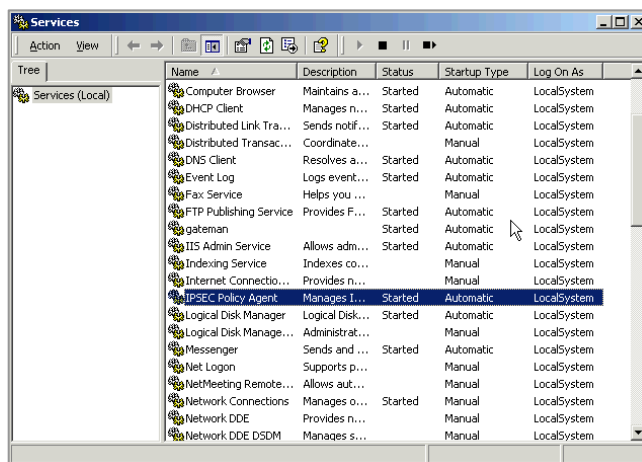 Services
Action View
Tree
Services (Local)
Name Description Status Startup Type Log On As
Computer Browser Maintains a... Started Automatic LocalSystem
DHCP Client Manages n... Started Automatic LocalSystem
Distributed Link Tra... Sends notif... Started Automatic LocalSystem
Distributed Transac... Coordinate... Manual LocalSystem
DNS Client Resolves a... Started Automatic LocalSystem
Event Log Logs event... Started Automatic LocalSystem
Fax Service Helps you ... Manual LocalSystem
FTP Publishing Service Provides F... Started Automatic LocalSystem
gateman Started Automatic LocalSystem
IIS Admin Service Allows adm... Started Automatic LocalSystem
Indexing Service Indexes co... Manual LocalSystem
Internet Connectio... Provides n... Manual LocalSystem
IPSEC Policy Agent Manages I... Started Automatic LocalSystem
Logical Disk Manager Logical Disk... Started Automatic LocalSystem
Logical Disk Manage... Administrat... Manual LocalSystem
Messenger Sends and ... Started Automatic LocalSystem
Net Logon Supports p... Manual LocalSystem
NetMeeting Remote... Allows aut... Manual LocalSystem
Network Connections Manages o... Started Manual LocalSystem
Network DDE Provides n... Manual LocalSystem
Network DDE DSDM Manages s... Manual LocalSystem